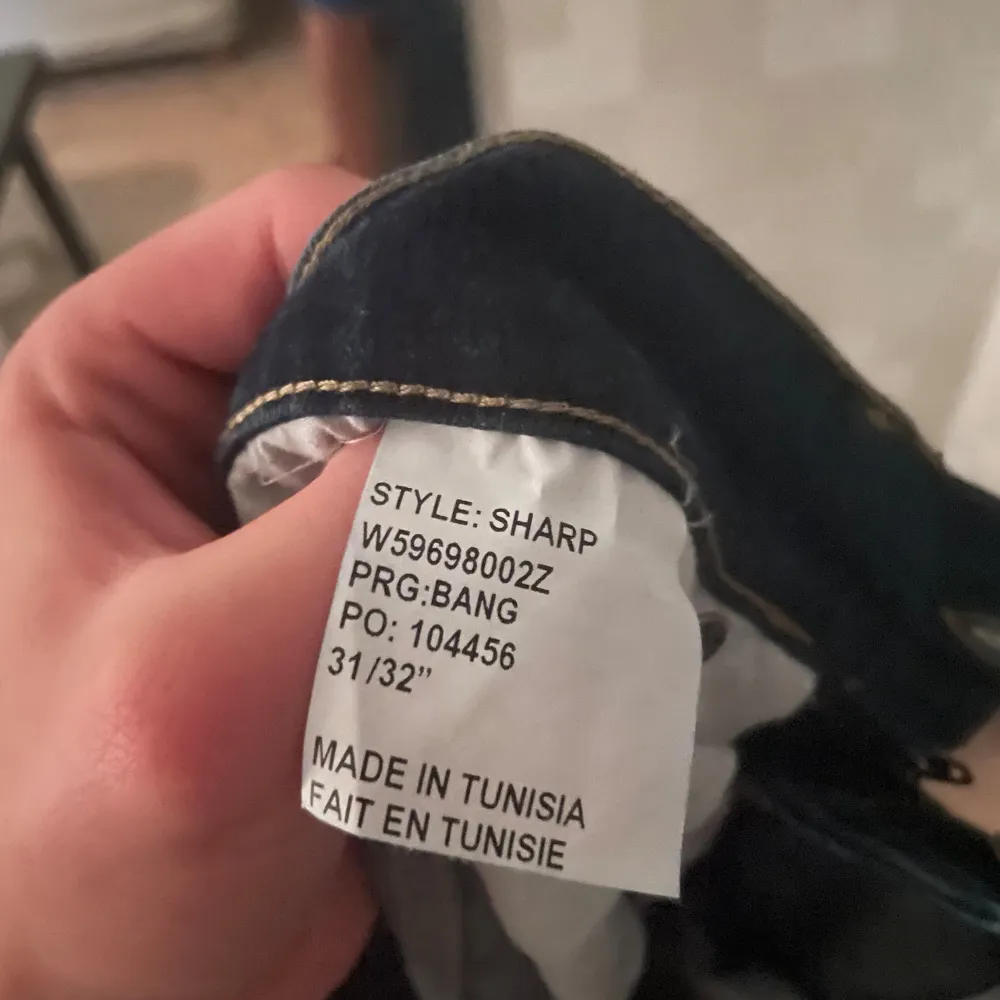 STYLE: SHARP
W59698002Z
PRG:BANG
PO: 104456
31/32”
MADE IN TUNISIA
FAIT EN TUNISIE